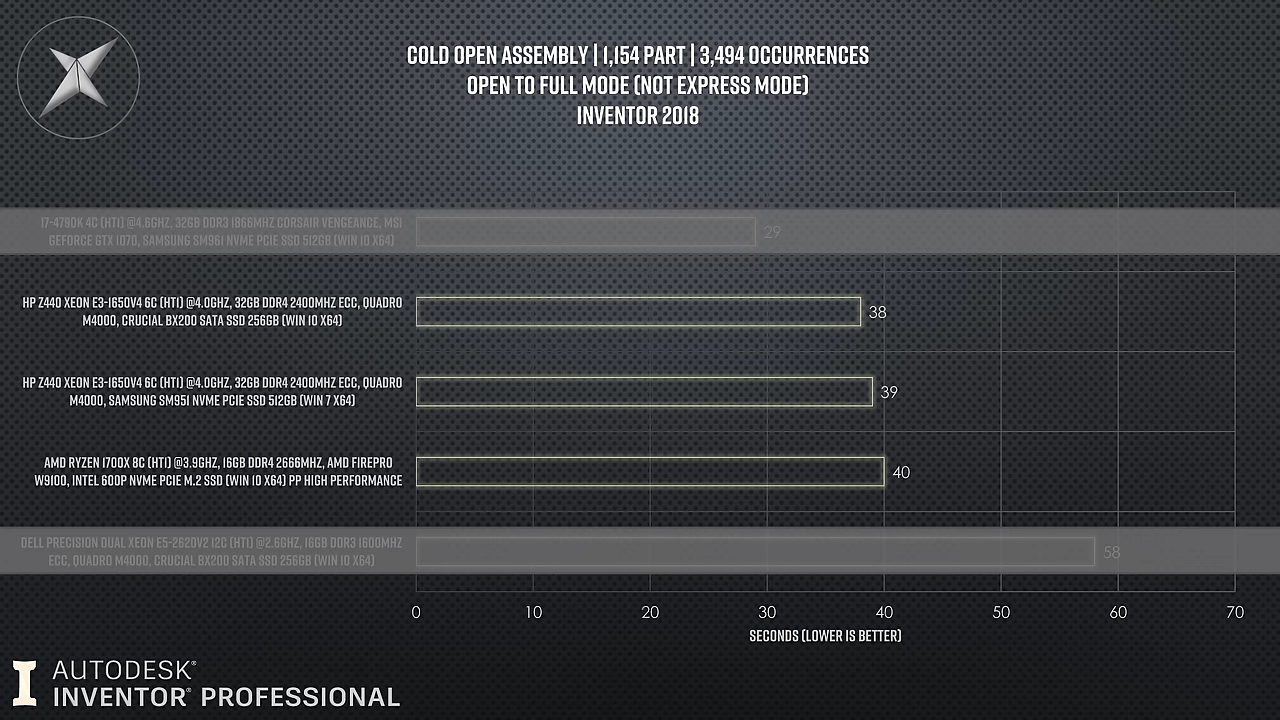 COLD OPEN ASSEMBLY | 1,154 PART | 3,494 OCCURRENCES
OPEN TO FULL MODE (NOT EXPRESS MODE)
INVENTOR 2018
I7-4790K 4C (HT1) @4.6GHZ, 32GB DDR3 1866MHZ CORSAIR VENGEANCE, MSI
GEFORCE GTX 1070, SAMSUNG SM961 NVME PCIE SSD 512GB (WIN 10 X64)
29
HP Z440 XEON E3-1650V4 6C (HT1) @4.0GHZ, 32GB DDR4 2400MHZ ECC, QUADRO
M4000, CRUCIAL BX200 SATA SSD 256GB (WIN 10 X64)
38
HP Z440 XEON E3-1650V4 6C (HT1) @4.0GHZ, 32GB DDR4 2400MHZ ECC, QUADRO
M4000, SAMSUNG SM951 NVME PCIE SSD 512GB (WIN 7 X64)
39
AMD RYZEN 1700X 8C (HT1) @3.9GHZ, 16GB DDR4 2666MHZ, AMD FIREPRO
W9100, INTEL 600P NVME PCIE M.2 SSD (WIN 10 X64) PP HIGH PERFORMANCE
40
DELL PRECISION DUAL XEON E5-2620V2 12C (HT1) @2.6GHZ, 16GB DDR3 1600MHZ
ECC, QUADRO M4000, CRUCIAL BX200 SATA SSD 256GB (WIN 10 X64)
58
0 10 20 30 40 50 60 70
SECONDS (LOWER IS BETTER)
I
AUTODESK®
INVENTOR® PROFESSIONAL